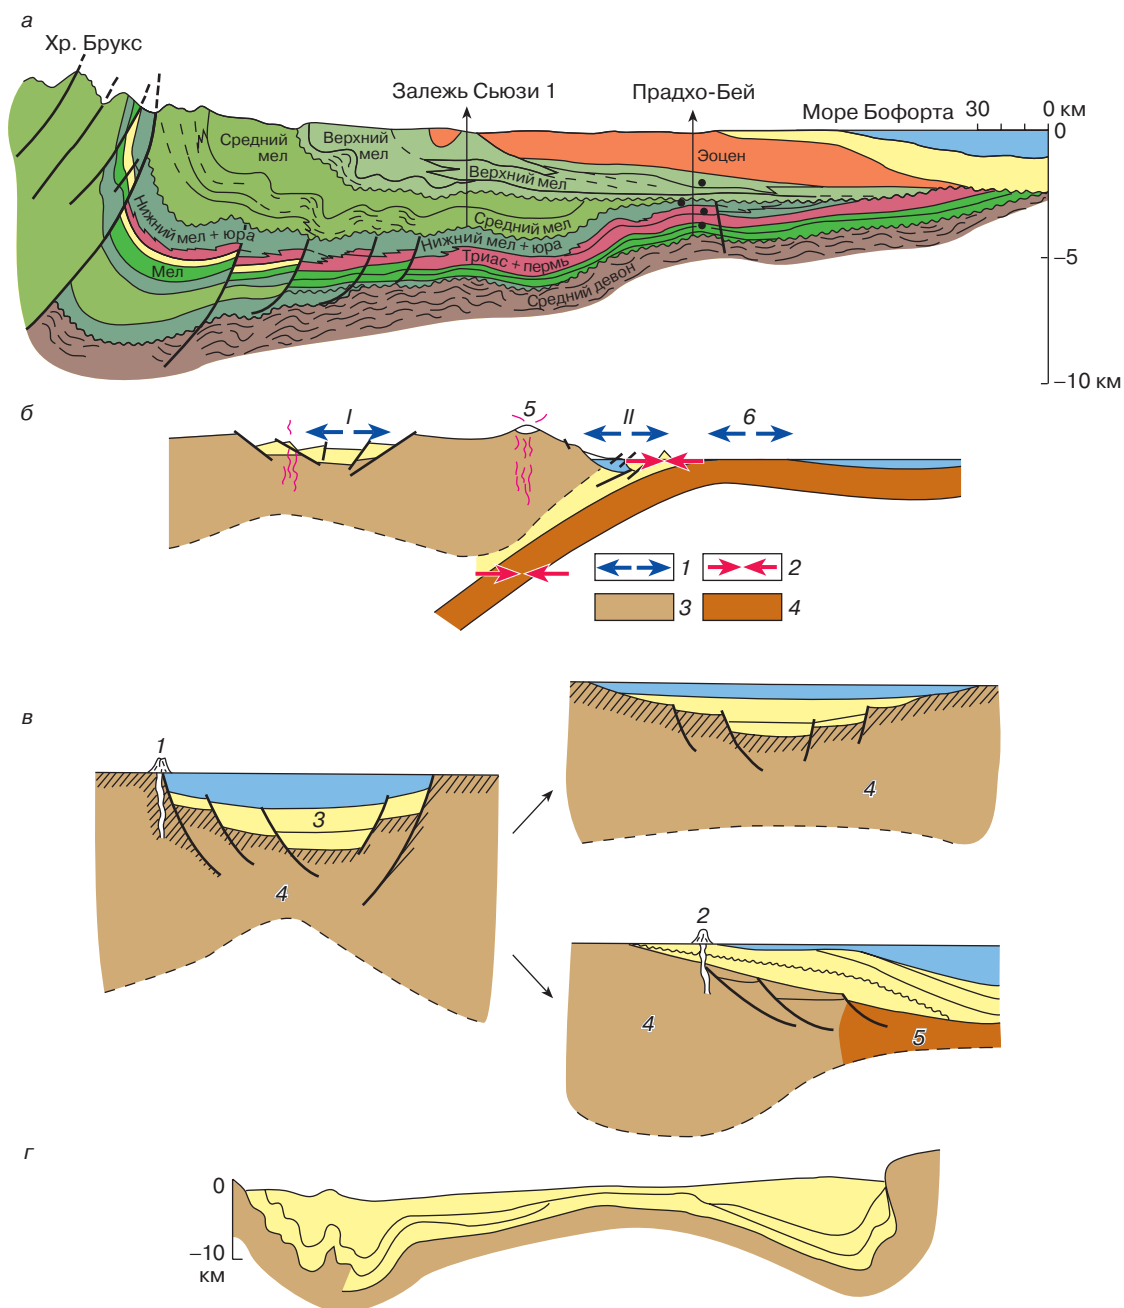 а
Хр. Брукс
Залежь Сьюзи 1
Прадхо-Бей
Море Бофорта
30
0 км
0
Средний
мел
Верхний
мел
Эоцен
Верхний мел
Средний мел
Нижний
мел + юра
Нижний мел + юра
Мел
Триас + пермь
Средний девон
–5
–10 км
б
I
5
II
6
1
2
3
4
в
1
3
4
4
2
4
5
г
0
–10
км